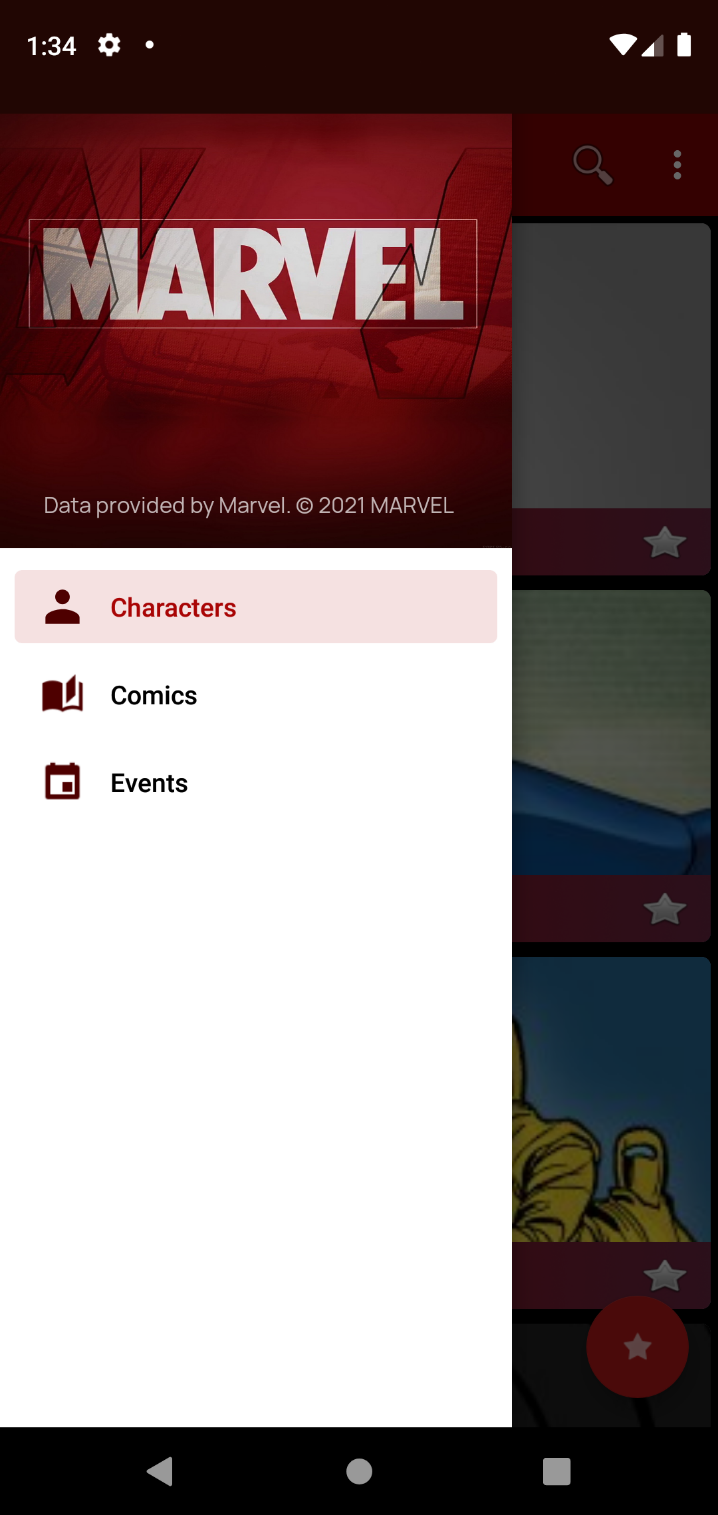 1:34
MARVEL
Data provided by Marvel. © 2021 MARVEL
Characters
Comics
Events